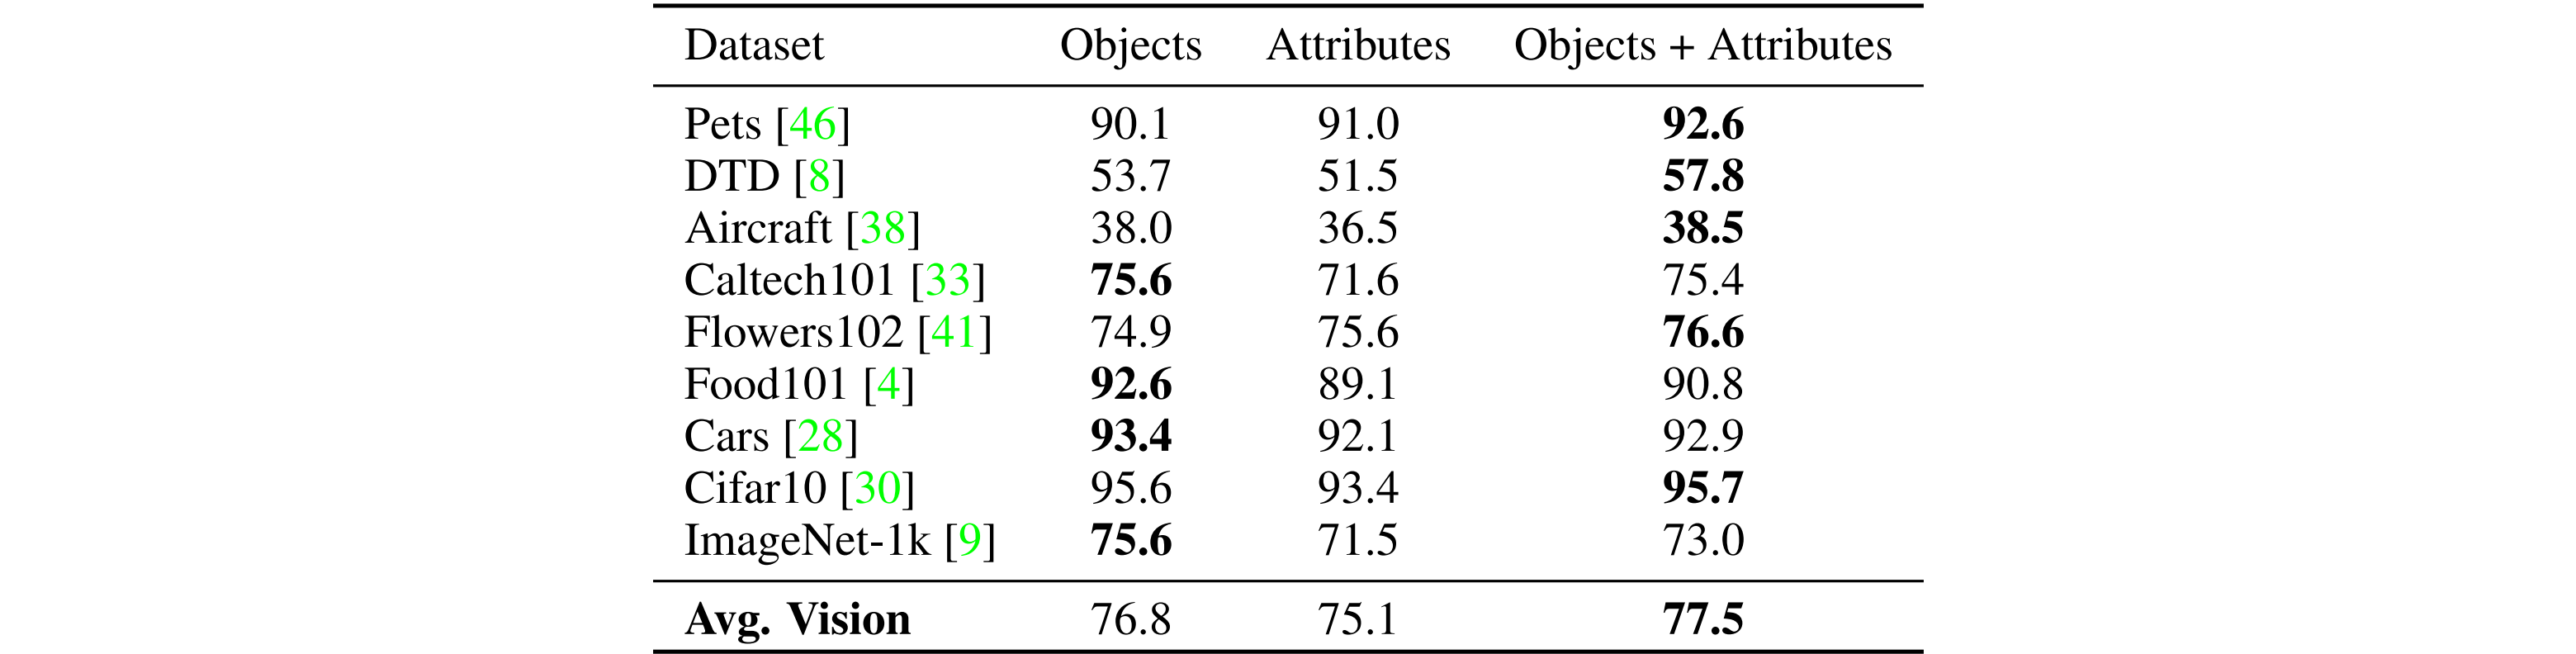 Dataset Objects Attributes Objects + Attributes
Pets [46] 90.1 91.0 92.6
DTD [8] 53.7 51.5 57.8
Aircraft [38] 38.0 36.5 38.5
Caltech101 [33] 75.6 71.6 75.4
Flowers102 [41] 74.9 75.6 76.6
Food101 [4] 92.6 89.1 90.8
Cars [28] 93.4 92.1 92.9
Cifar10 [30] 95.6 93.4 95.7
ImageNet-1k [9] 75.6 71.5 73.0
Avg. Vision 76.8 75.1 77.5